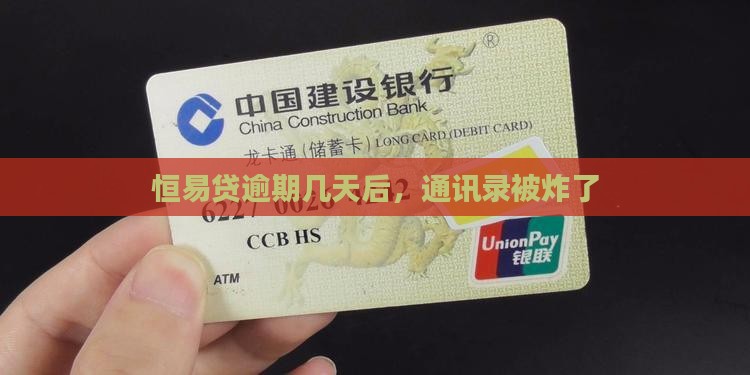 ®
中国建设银行
China Construction Bank
龙卡通(储蓄卡) LONG CARD (DEBIT CARD)
恒易贷逾期几天后，通讯录被炸了
CCB HS
UnionPay
银联
ATM